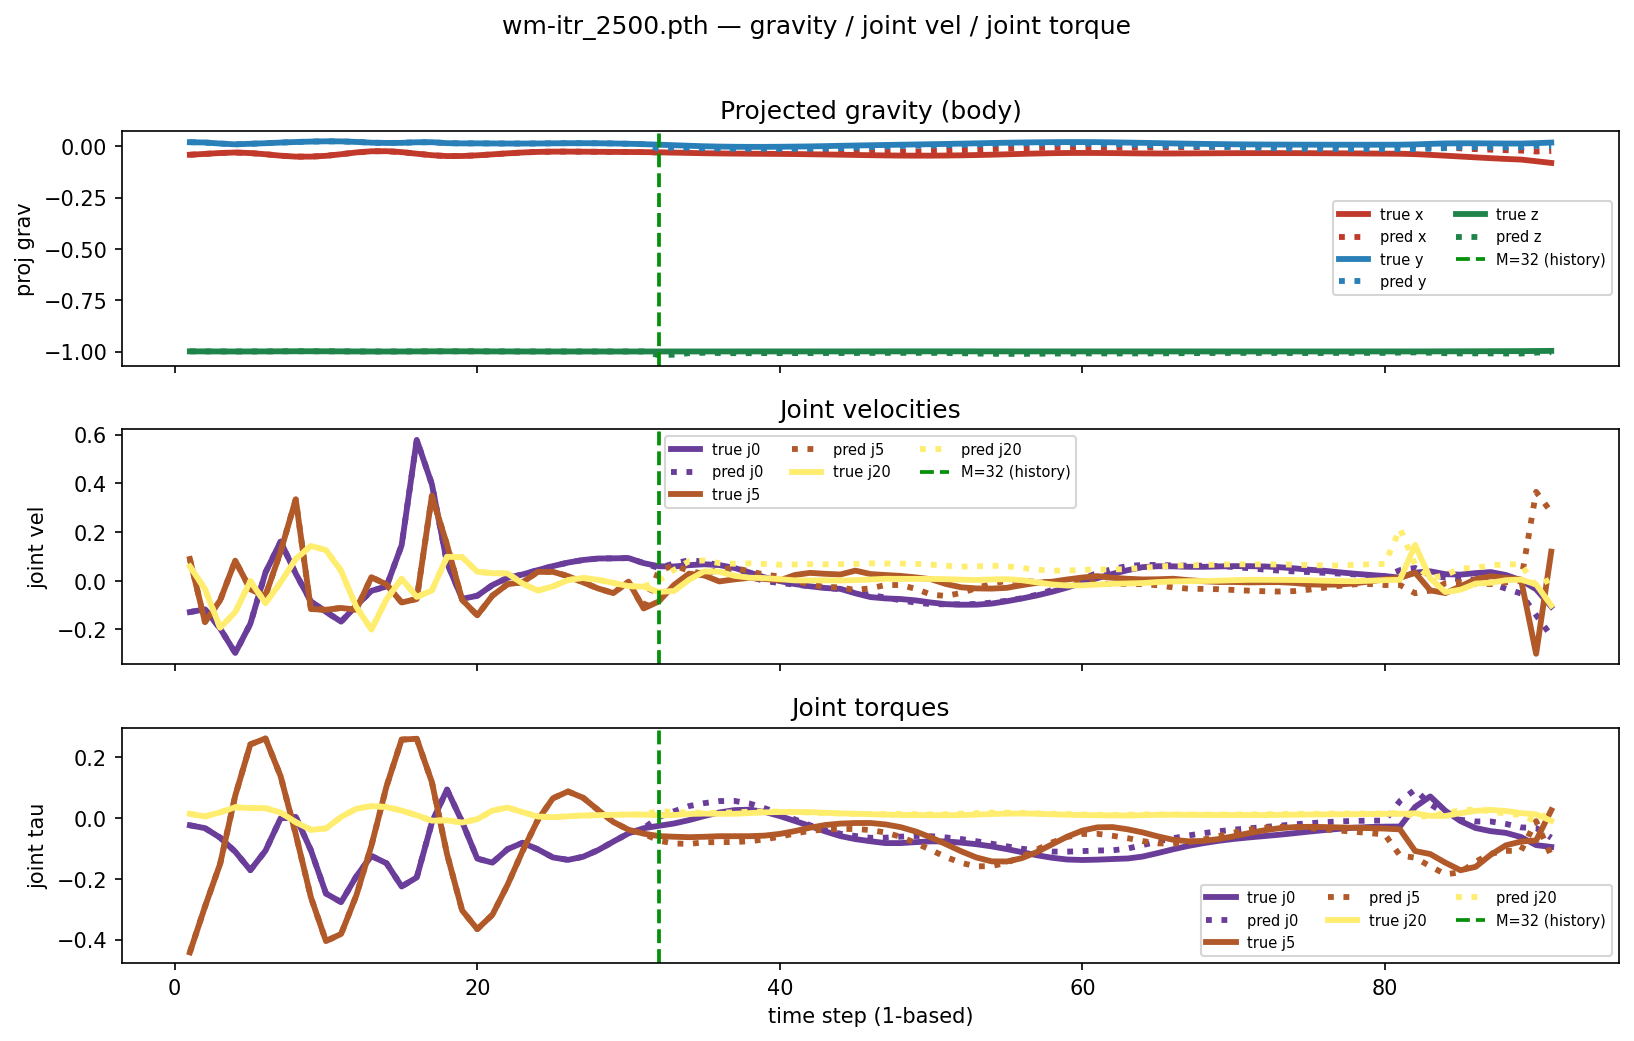 wm-itr_2500.pth — gravity / joint vel / joint torque
Projected gravity (body)
proj grav
0.00
−0.25
−0.50
−0.75
−1.00
true x
pred x
true y
pred y
true z
pred z
M=32 (history)
Joint velocities
joint vel
0.6
0.4
0.2
0.0
−0.2
true j0
pred j0
true j5
pred j5
true j20
pred j20
M=32 (history)
Joint torques
joint tau
0.2
0.0
−0.2
−0.4
true j0
pred j0
true j5
pred j5
true j20
pred j20
M=32 (history)
0 20 40 60 80
time step (1-based)